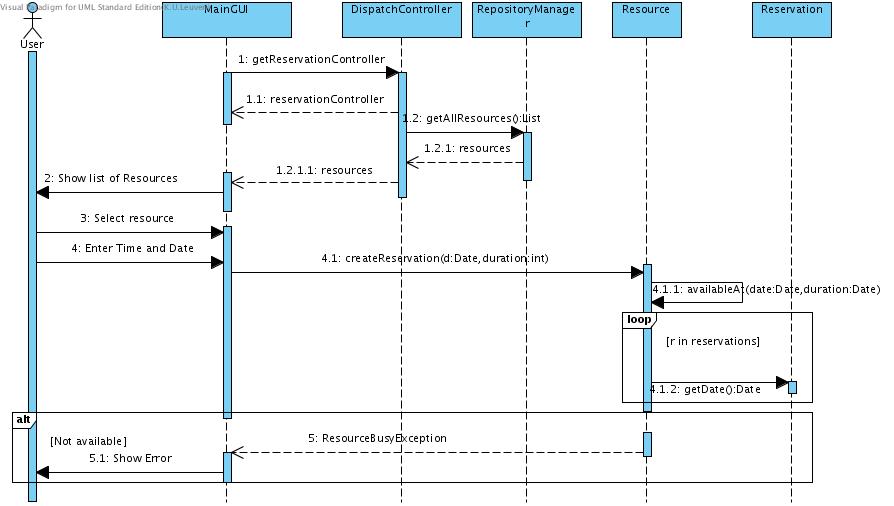 Visual Paradigm for UML Standard Edition(K.U.Leuven)
MainGUI
DispatchController
RepositoryManage
r
Resource
Reservation
User
1: getReservationController
1.1: reservationController
1.2: getAllResources():List
1.2.1: resources
1.2.1.1: resources
2: Show list of Resources
3: Select resource
4: Enter Time and Date
4.1: createReservation(d:Date,duration:int)
4.1.1: availableAt(date:Date,duration:Date)
loop
[r in reservations]
4.1.2: getDate():Date
alt
[Not available]
5: ResourceBusyException
5.1: Show Error